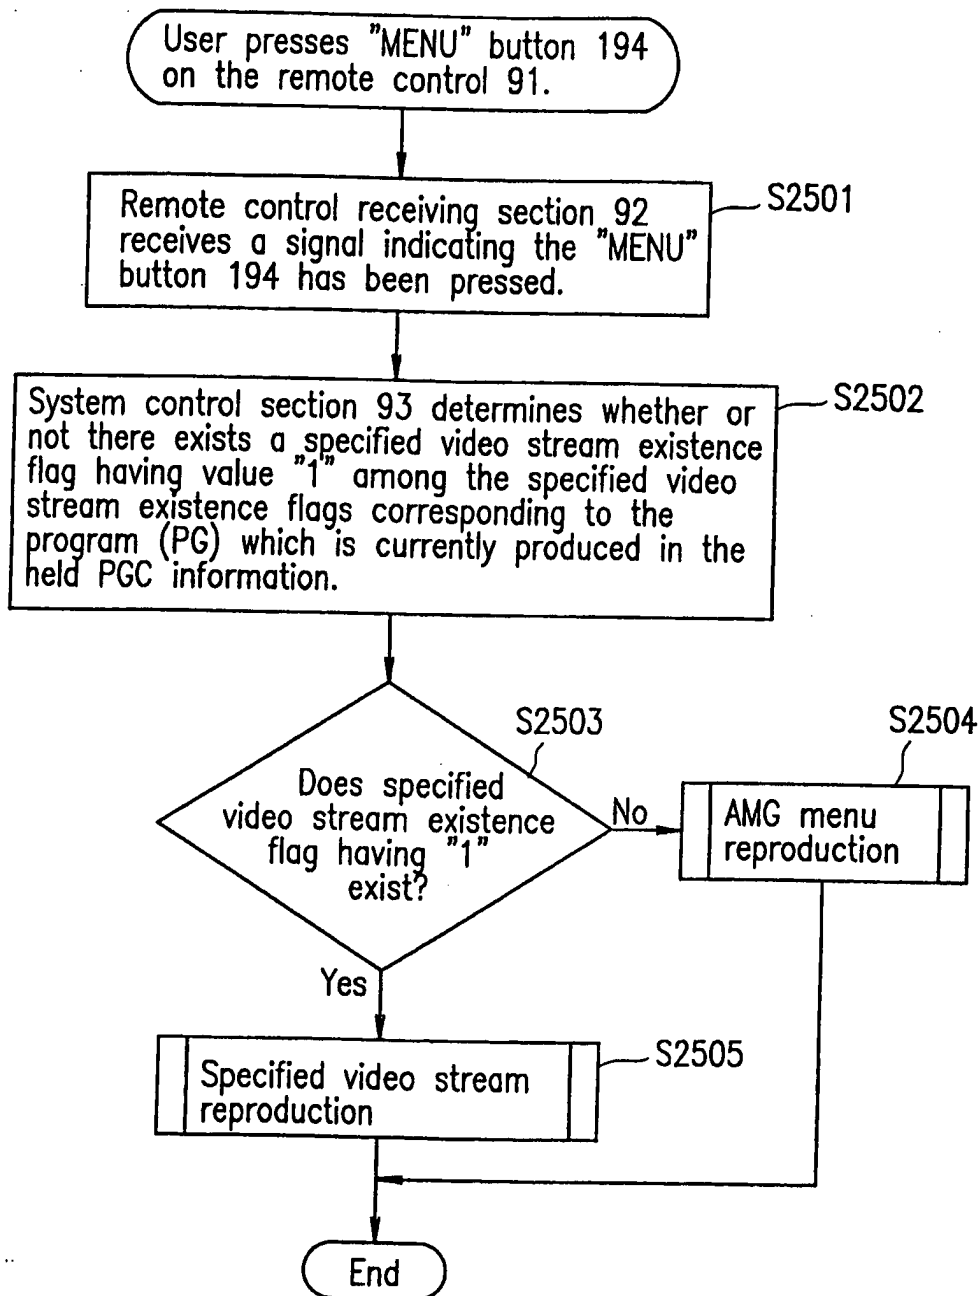 User presses "MENU" button 194
on the remote control 91.
S2501
Remote control receiving section 92
receives a signal indicating the "MENU"
button 194 has been pressed.
S2502
System control section 93 determines whether or
not there exists a specified video stream existence
flag having value "1" among the specified video
stream existence flags corresponding to the
program (PG) which is currently produced in the
held PGC information.
S2503
Does specified
video stream existence
flag having "1"
exist?
No
S2504
AMG menu
reproduction
Yes
S2505
Specified video stream
reproduction
End